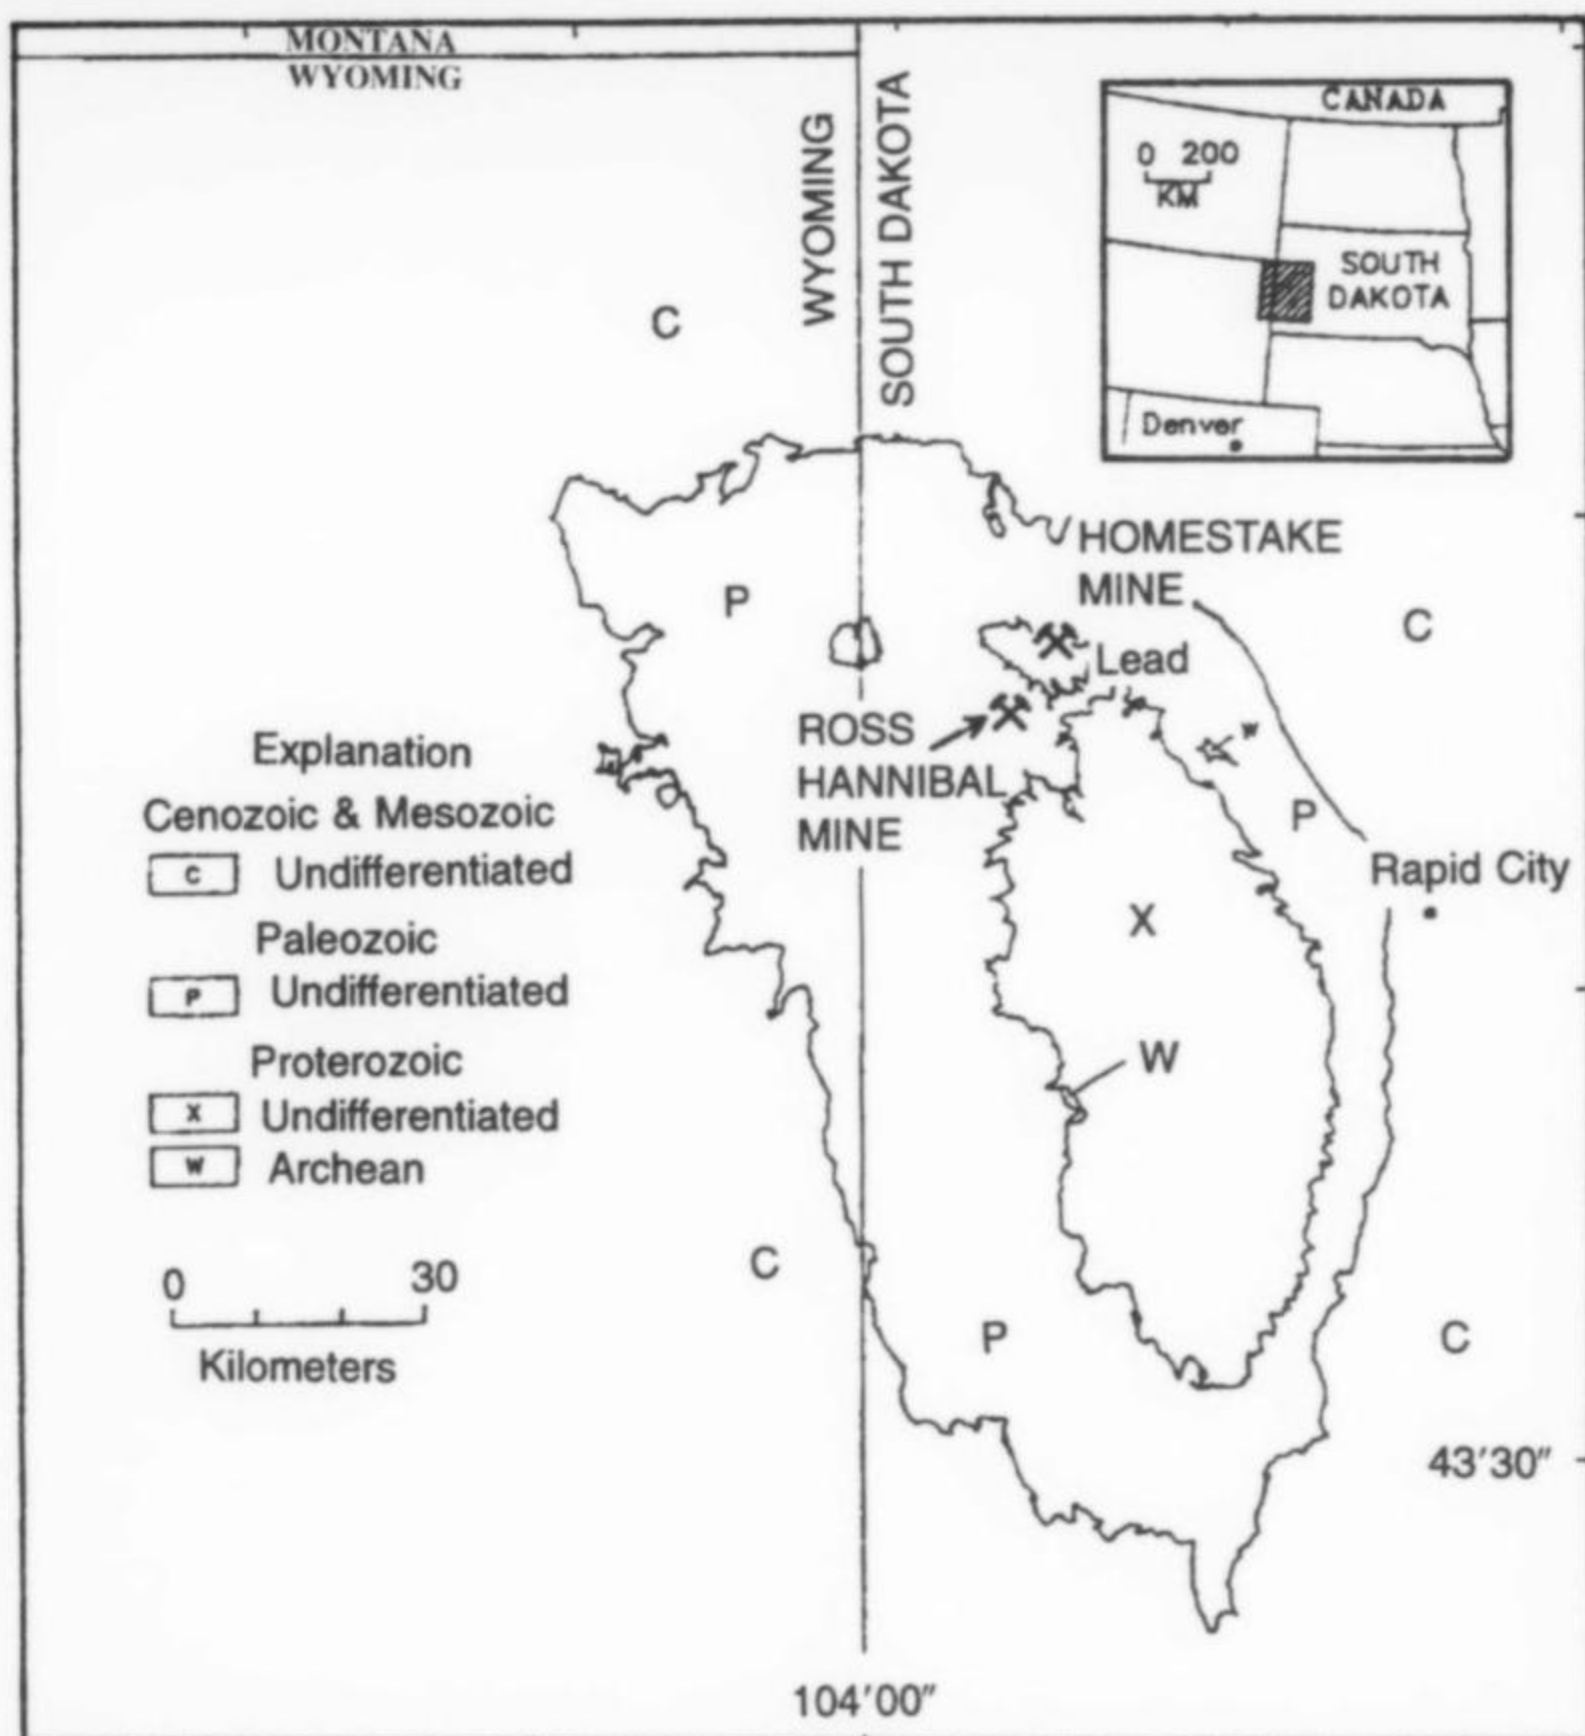 MONTANA
WYOMING
WYOMING
SOUTH DAKOTA
CANADA
0 200
KM
SOUTH
DAKOTA
Denver
C
HOMESTAKE
MINE
P
C
Lead
ROSS
HANNIBAL
MINE
W
P
Rapid City
X
W
Explanation
Cenozoic & Mesozoic
C Undifferentiated
Paleozoic
P Undifferentiated
Proterozoic
X Undifferentiated
W Archean
0 30
Kilometers
C
P
C
43'30"
104'00"